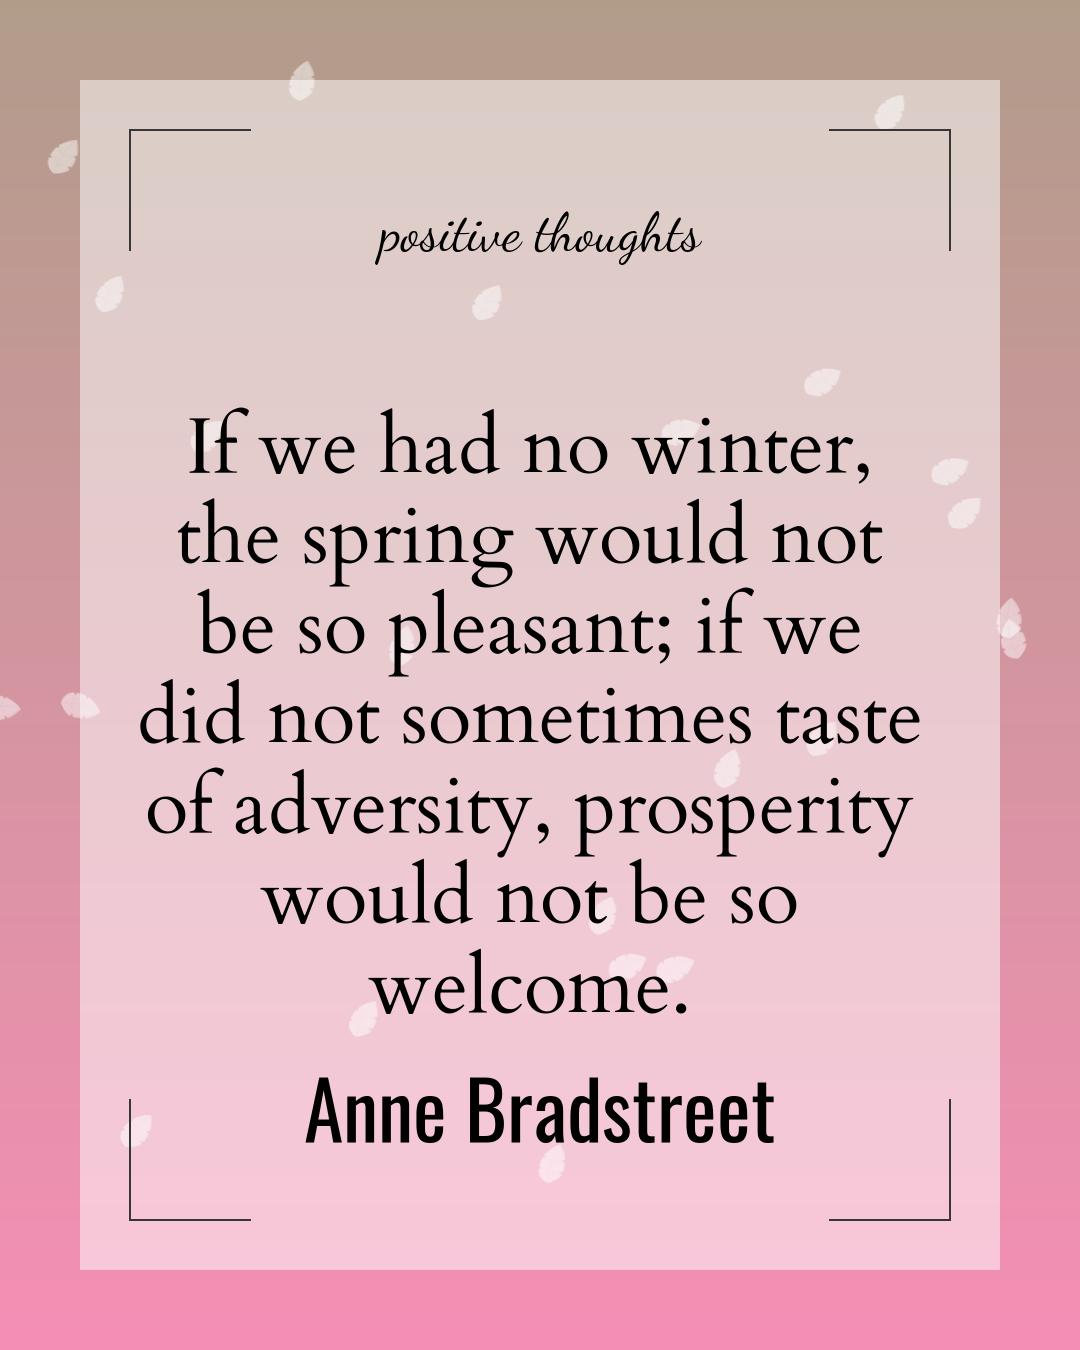 positive thoughts
If we had no winter,
the spring would not
be so pleasant; if we
did not sometimes taste
of adversity, prosperity
would not be so
welcome.
Anne Bradstreet